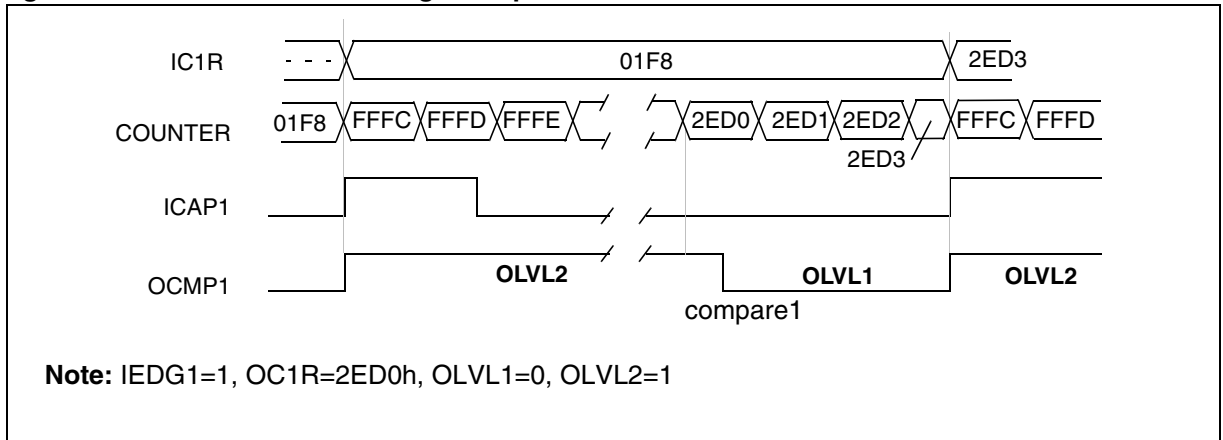 IC1R - - - 01F8 2ED3
COUNTER 01F8 FFFC FFFD FFFE 2ED0 2ED1 2ED2 FFFC FFFD
2ED3
ICAP1
OCMP1 OLVL2 OLVL1 OLVL2
compare1
Note: IEDG1=1, OC1R=2ED0h, OLVL1=0, OLVL2=1